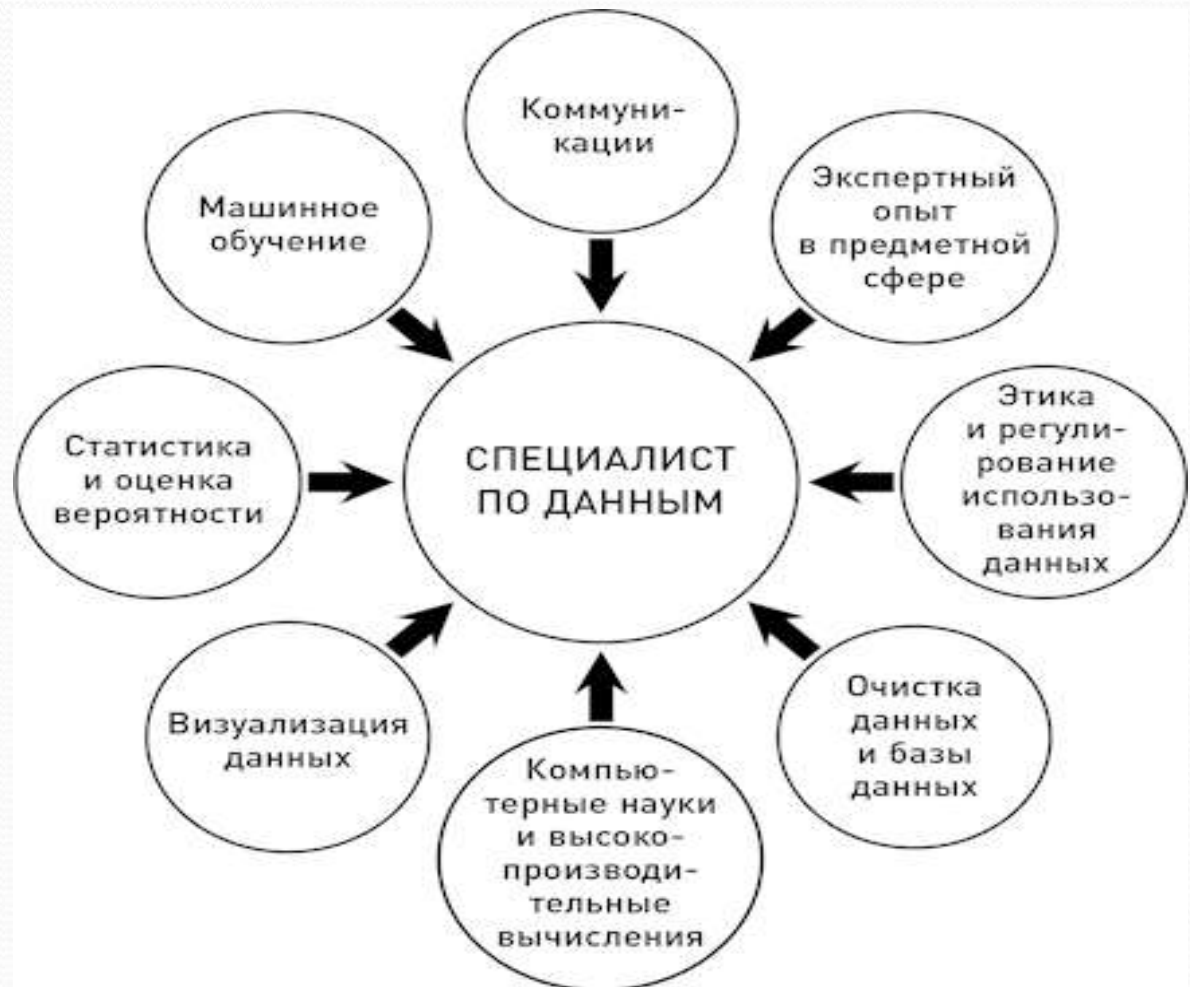 Коммуни-
кации
Экспертный
опыт
в предметной
сфере
Этика
и регули-
рование
использо-
вания
данных
Очистка
данных
и базы
данных
Компью-
терные науки
и высоко-
производи-
тельные
вычисления
Визуализация
данных
Статистика
и оценка
вероятности
Машинное
обучение
СПЕЦИАЛИСТ
ПО ДАННЫМ